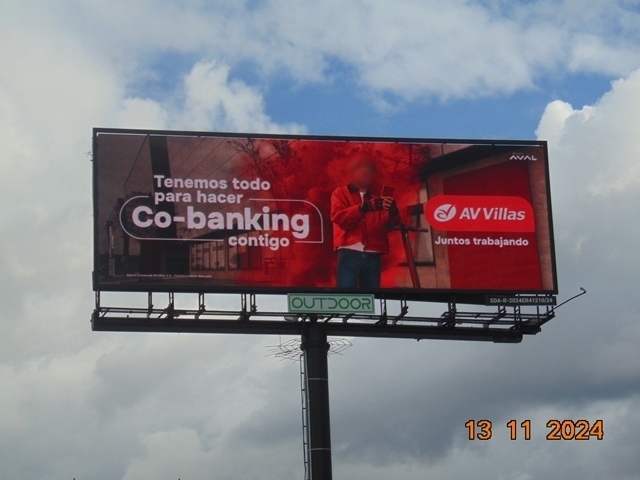 AVAL
Tenemos todo
para hacer
Co-banking
contigo
AV Villas
Juntos trabajando
OUTDOOR
13 11 2024